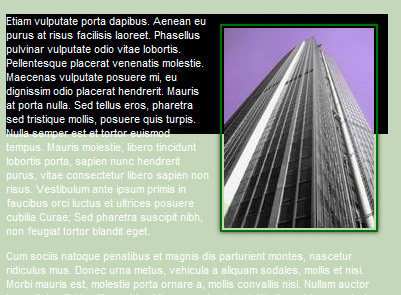 Etiam vulputate porta dapibus. Aenean eu
purus at risus facilisis laoreet. Phasellus
pulvinar vulputate odio vitae lobortis.
Pellentesque placerat venenatis molestie.
Maecenas vulputate posuere mi, eu
dignissim odio placerat hendrerit. Mauris
at porta nulla. Sed tellus eros, pharetra
sed tristique mollis, posuere quis turpis.
Nulla semper est et tortor euismod
tempus. Mauris molestie, libero tincidunt
lobortis porta, sapien nunc hendrerit
purus, vitae consectetur libero sapien non
risus. Vestibulum ante ipsum primis in
faucibus orci luctus et ultrices posuere
cubilia Curae; Sed pharetra suscipit nibh,
non feugiat tortor blandit eget.
Cum sociis natoque penatibus et magnis dis parturient montes, nascetur
ridiculus mus. Donec urna metus, vehicula a aliquam sodales, mollis et nisi.
Morbi mauris est, molestie porta ornare a, mollis convallis nisi. Nullam auctor